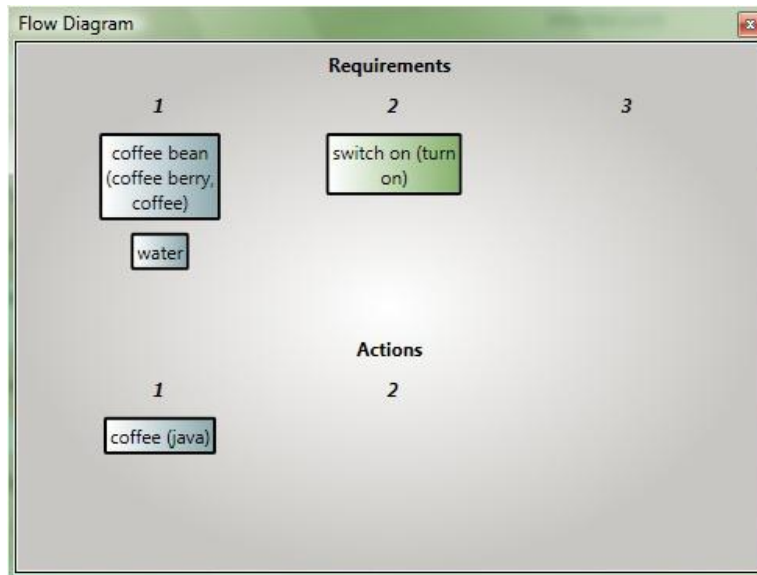 Flow Diagram
x
Requirements
1 2 3
coffee bean
(coffee berry,
coffee)
switch on (turn
on)
water
Actions
1 2
coffee (java)